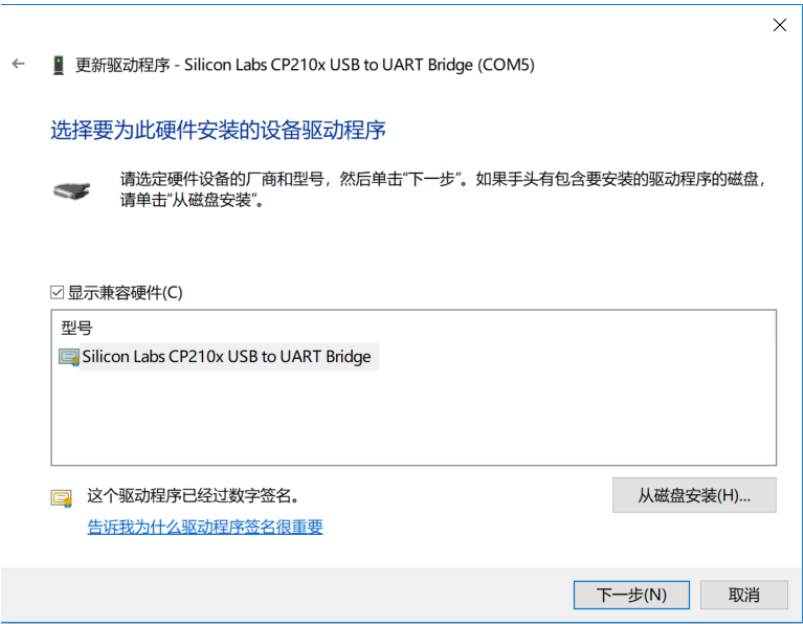 更新驱动程序 - Silicon Labs CP210x USB to UART Bridge (COM5)
选择要为此硬件安装的设备驱动程序
请选定硬件设备的厂商和型号，然后单击"下一步"。如果手头有包含要安装的驱动程序的磁盘，
请单击"从磁盘安装"。
显示兼容硬件(C)
型号
Silicon Labs CP210x USB to UART Bridge
这个驱动程序已经过数字签名。
从磁盘安装(H)...
告诉我为什么驱动程序签名很重要
下一步(N)
取消